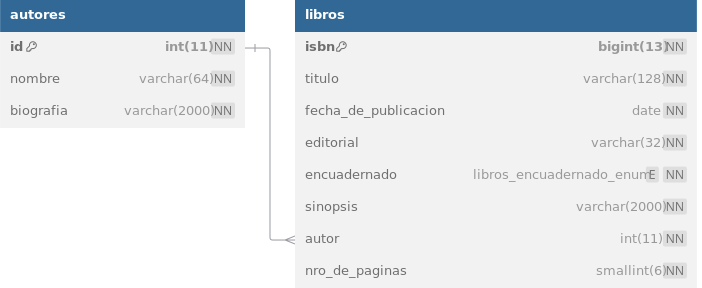 autores
id int(11) NN
nombre varchar(64) NN
biografia varchar(2000) NN
libros
isbn bigint(13) NN
titulo varchar(128) NN
fecha_de_publicacion date NN
editorial varchar(32) NN
encuadernado libros_encuadernado_enum E NN
sinopsis varchar(2000) NN
autor int(11) NN
nro_de_paginas smallint(6) NN